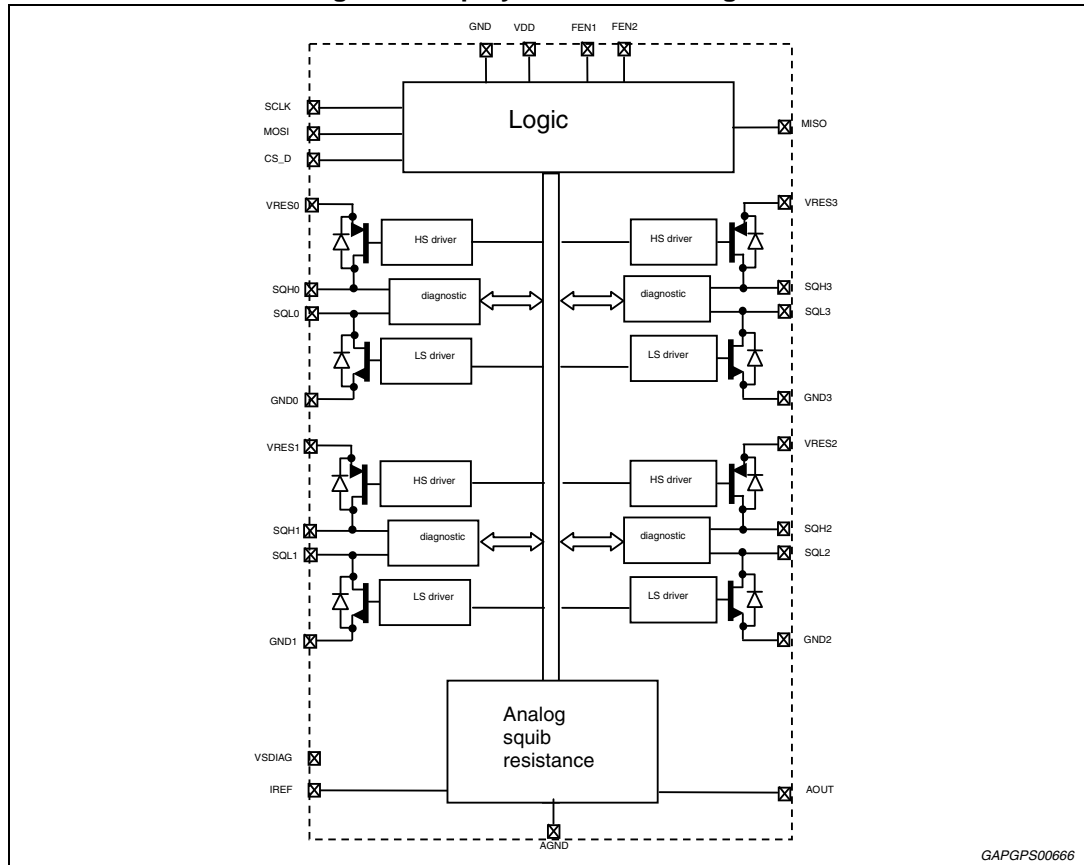 GND VDD FEN1 FEN2
SCLK
Logic
MISO
MOSI
CS_D
VRES0
VRES3
HS driver
HS driver
SQH0
diagnostic
diagnostic
SQH3
SQL0
SQL3
LS driver
LS driver
GND0
GND3
VRES1
VRES2
HS driver
HS driver
SQH1
diagnostic
diagnostic
SQH2
SQL1
SQL2
LS driver
LS driver
GND1
GND2
Analog
squib
resistance
VSDIAG
IREF
AOUT
AGND
GAPGPS00666